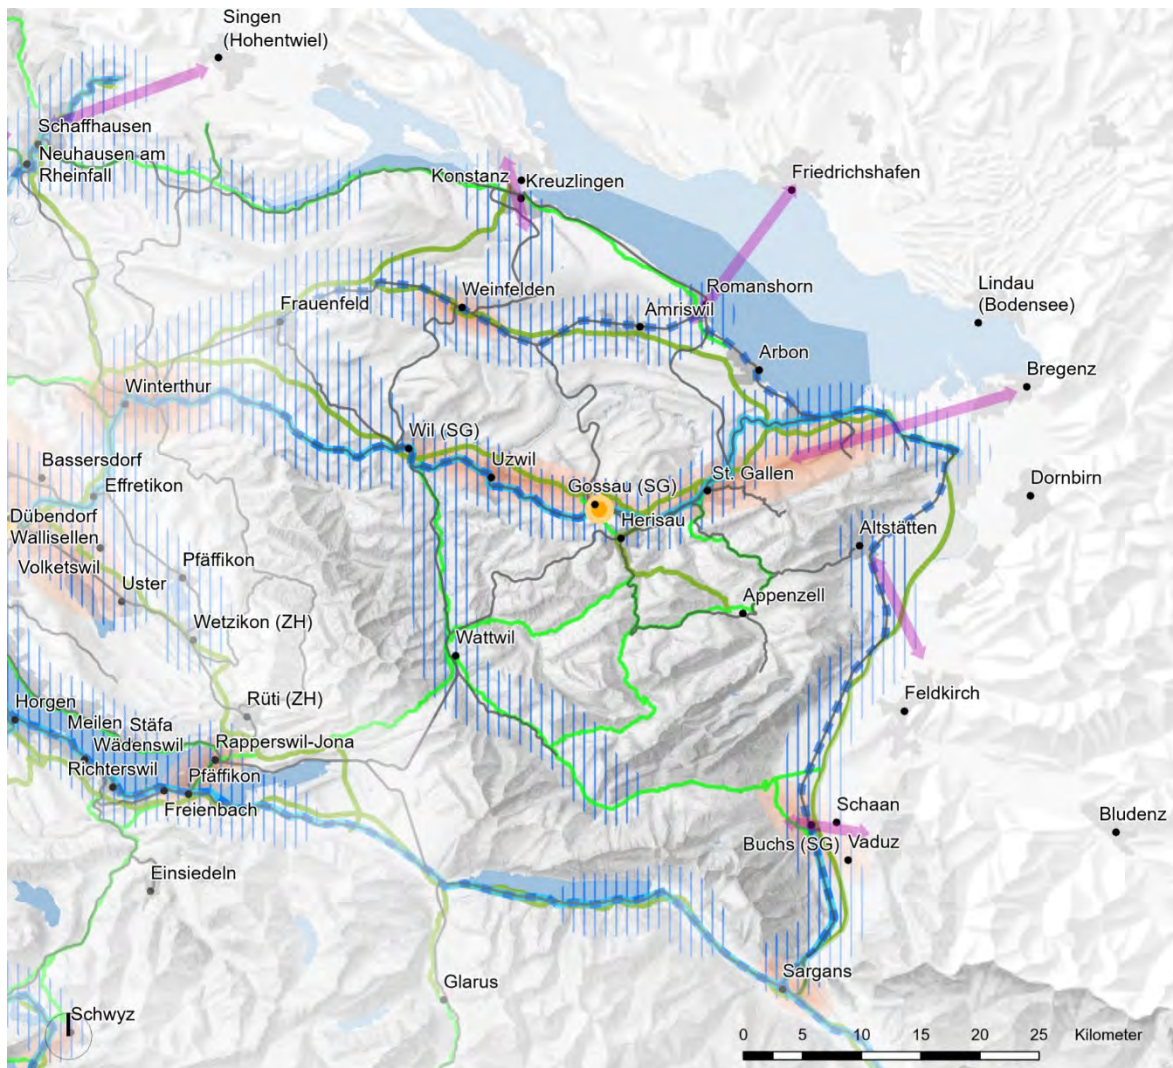 Singen
(Hohentwiel)
Schaffhausen
Neuhausen am
Rheinfall
Konstanz
Kreuzlingen
Friedrichshafen
Romanshorn
Lindau
(Bodensee)
Weinfelden
Frauenfeld
Amriswil
Arbon
Bregenz
Winterthur
Wil (SG)
Uzwil
St. Gallen
Bassersdorf
Effretikon
Gossau (SG)
Dornbirn
Dübendorf
Herisau
Altstätten
Wallisellen
Pfäffikon
Volketswil
Uster
Appenzell
Wetzikon (ZH)
Wattwil
Feldkirch
Horgen
Rüti (ZH)
Meilen
Stäfa
Wädenswil
Rapperswil-Jona
Richterswil
Pfäffikon
Freienbach
Schaan
Bludenz
Buchs (SG)
Vaduz
Einsiedeln
Sargans
Glarus
Schwyz
0 5 10 15 20 25 Kilometer